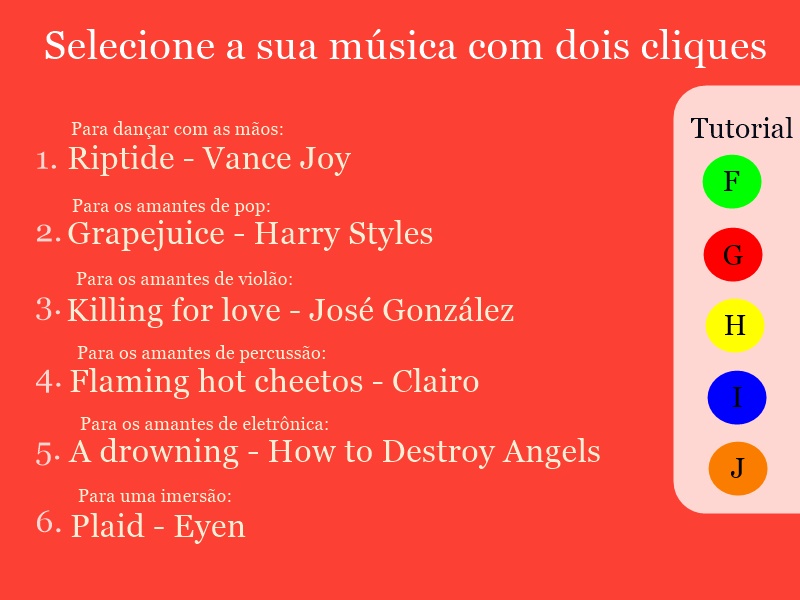 Selecione a sua música com dois cliques
Para dançar com as mãos:
1. Riptide - Vance Joy
Para os amantes de pop:
2. Grapejuice - Harry Styles
Para os amantes de violão:
3. Killing for love - José González
Para os amantes de percussão:
4. Flaming hot cheetos - Clairo
Para os amantes de eletrônica:
5. A drowning - How to Destroy Angels
Para uma imersão:
6. Plaid - Eyen
Tutorial
F
G
H
I
J